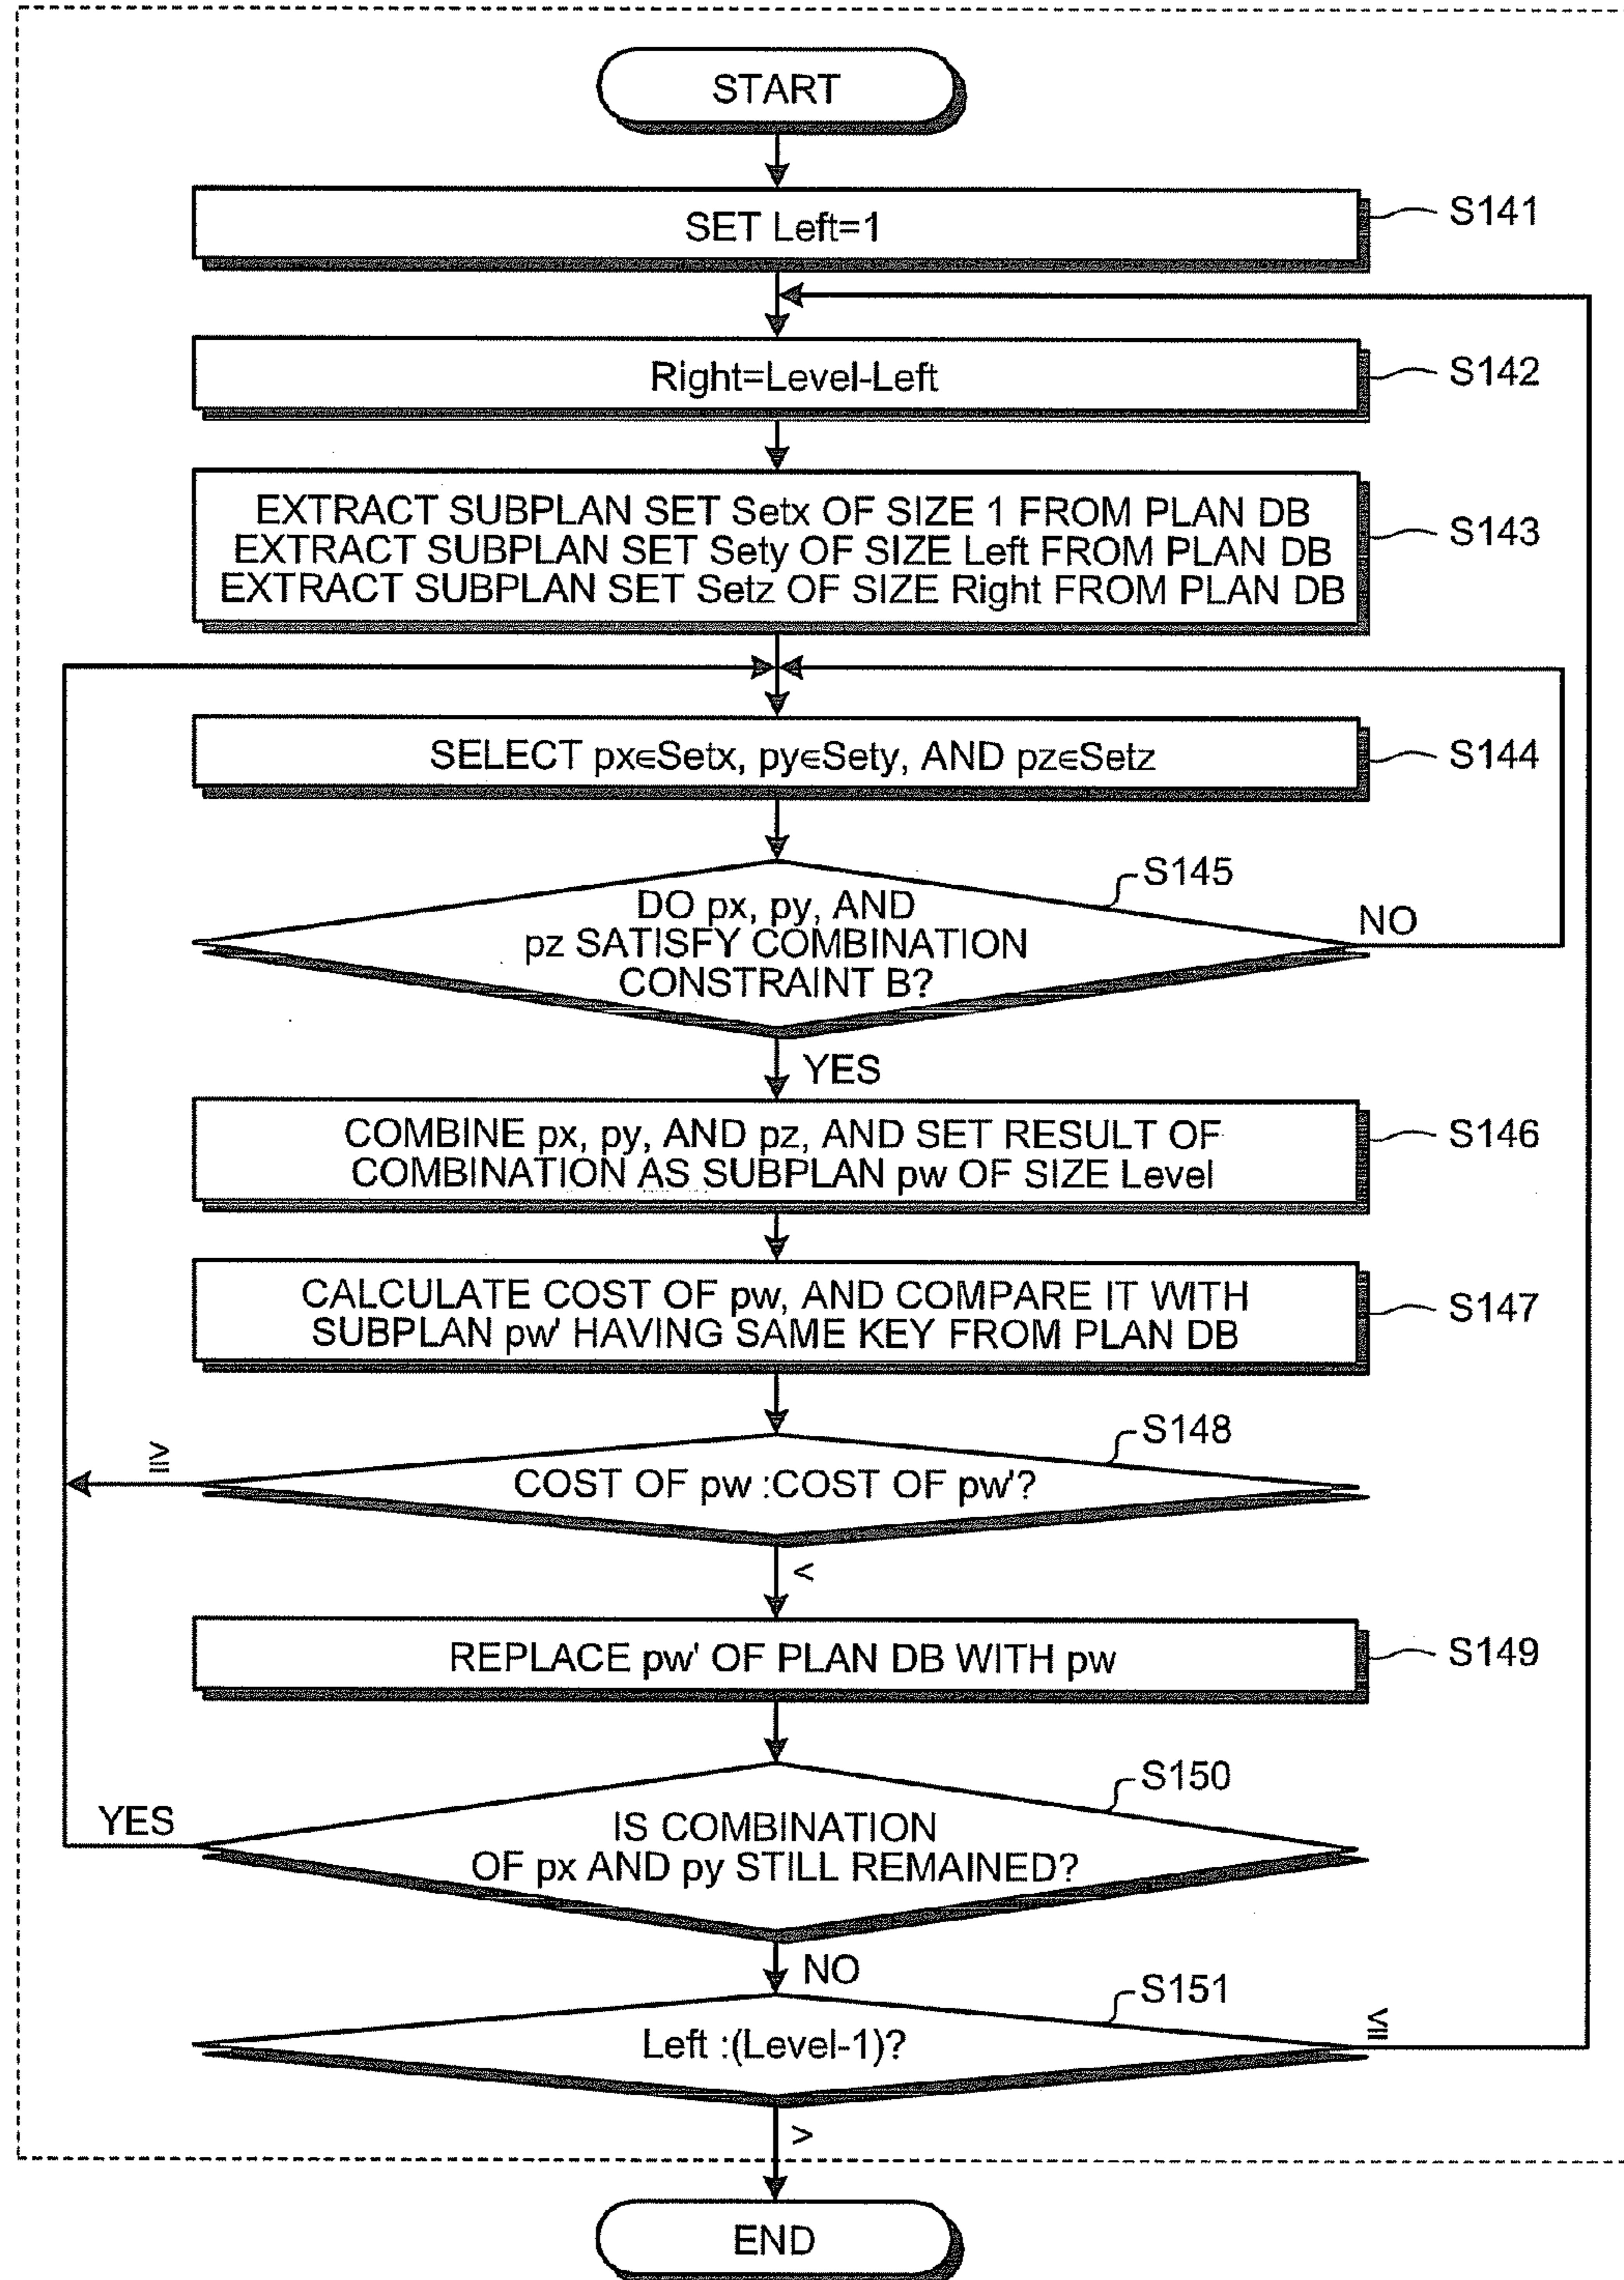 START
SET Left=1
S141
Right=Level-Left
S142
EXTRACT SUBPLAN SET Setx OF SIZE 1 FROM PLAN DB
EXTRACT SUBPLAN SET Sety OF SIZE Left FROM PLAN DB
EXTRACT SUBPLAN SET Setz OF SIZE Right FROM PLAN DB
S143
SELECT px∈Setx, py∈Sety, AND pz∈Setz
S144
S145
DO px, py, AND
pz SATISFY COMBINATION
CONSTRAINT B?
NO
YES
COMBINE px, py, AND pz, AND SET RESULT OF
COMBINATION AS SUBPLAN pw OF SIZE Level
S146
CALCULATE COST OF pw, AND COMPARE IT WITH
SUBPLAN pw' HAVING SAME KEY FROM PLAN DB
S147
S148
≧
COST OF pw :COST OF pw'?
<
REPLACE pw' OF PLAN DB WITH pw
S149
S150
YES
IS COMBINATION
OF px AND py STILL REMAINED?
NO
S151
Left :(Level-1)?
≦
>
END